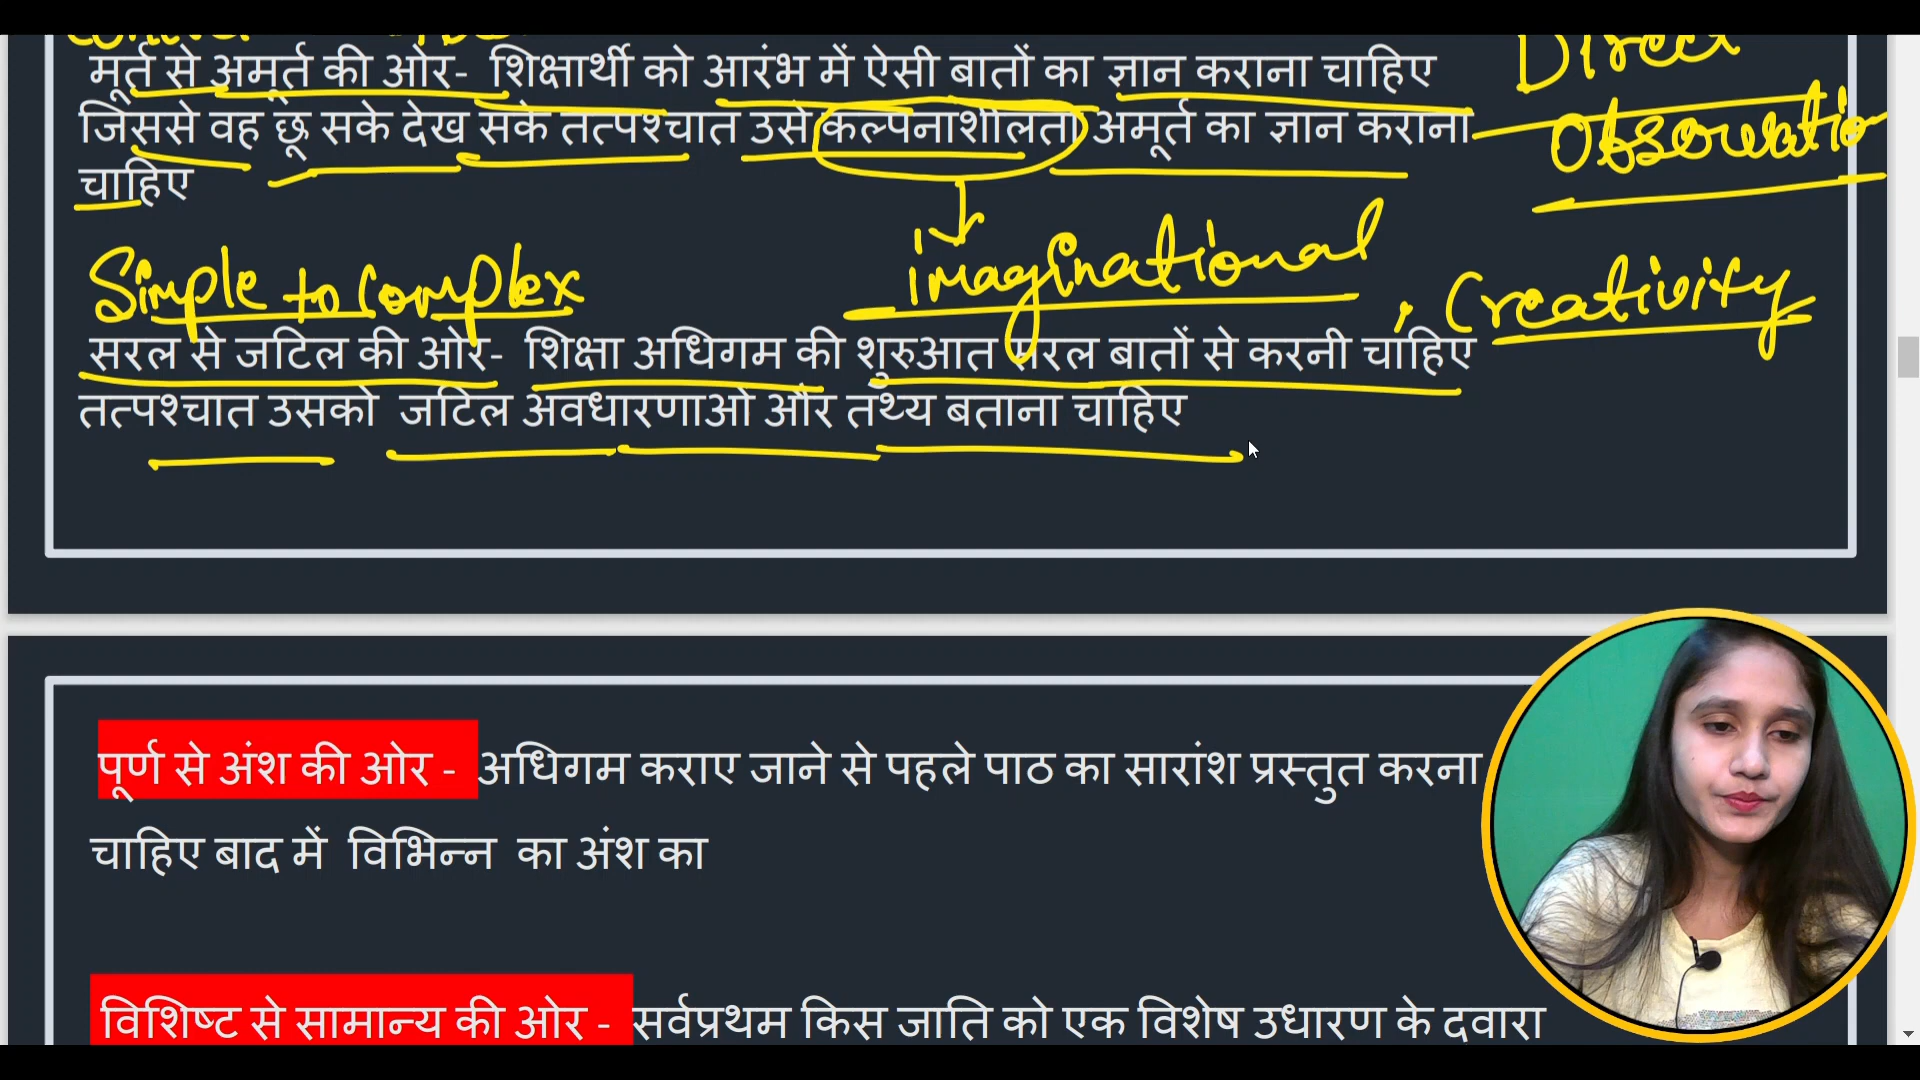 Direct
मूर्त से अमूर्त की ओर- शिक्षार्थी को आरंभ में ऐसी बातों का ज्ञान कराना चाहिए
जिससे वह छू सके देख सके तत्पश्चात उसे कल्पनाशीलता अमूर्त का ज्ञान कराना
Observation
चाहिए
Simple to Complex
imaginational, Creativity
सरल से जटिल की ओर- शिक्षा अधिगम की शुरुआत सरल बातों से करनी चाहिए
तत्पश्चात उसको जटिल अवधारणाओ और तथ्य बताना चाहिए
पूर्ण से अंश की ओर - अधिगम कराए जाने से पहले पाठ का सारांश प्रस्तुत करना
चाहिए बाद में विभिन्न का अंश का
विशिष्ट से सामान्य की ओर - सर्वप्रथम किस जाति को एक विशेष उधारण के दवारा